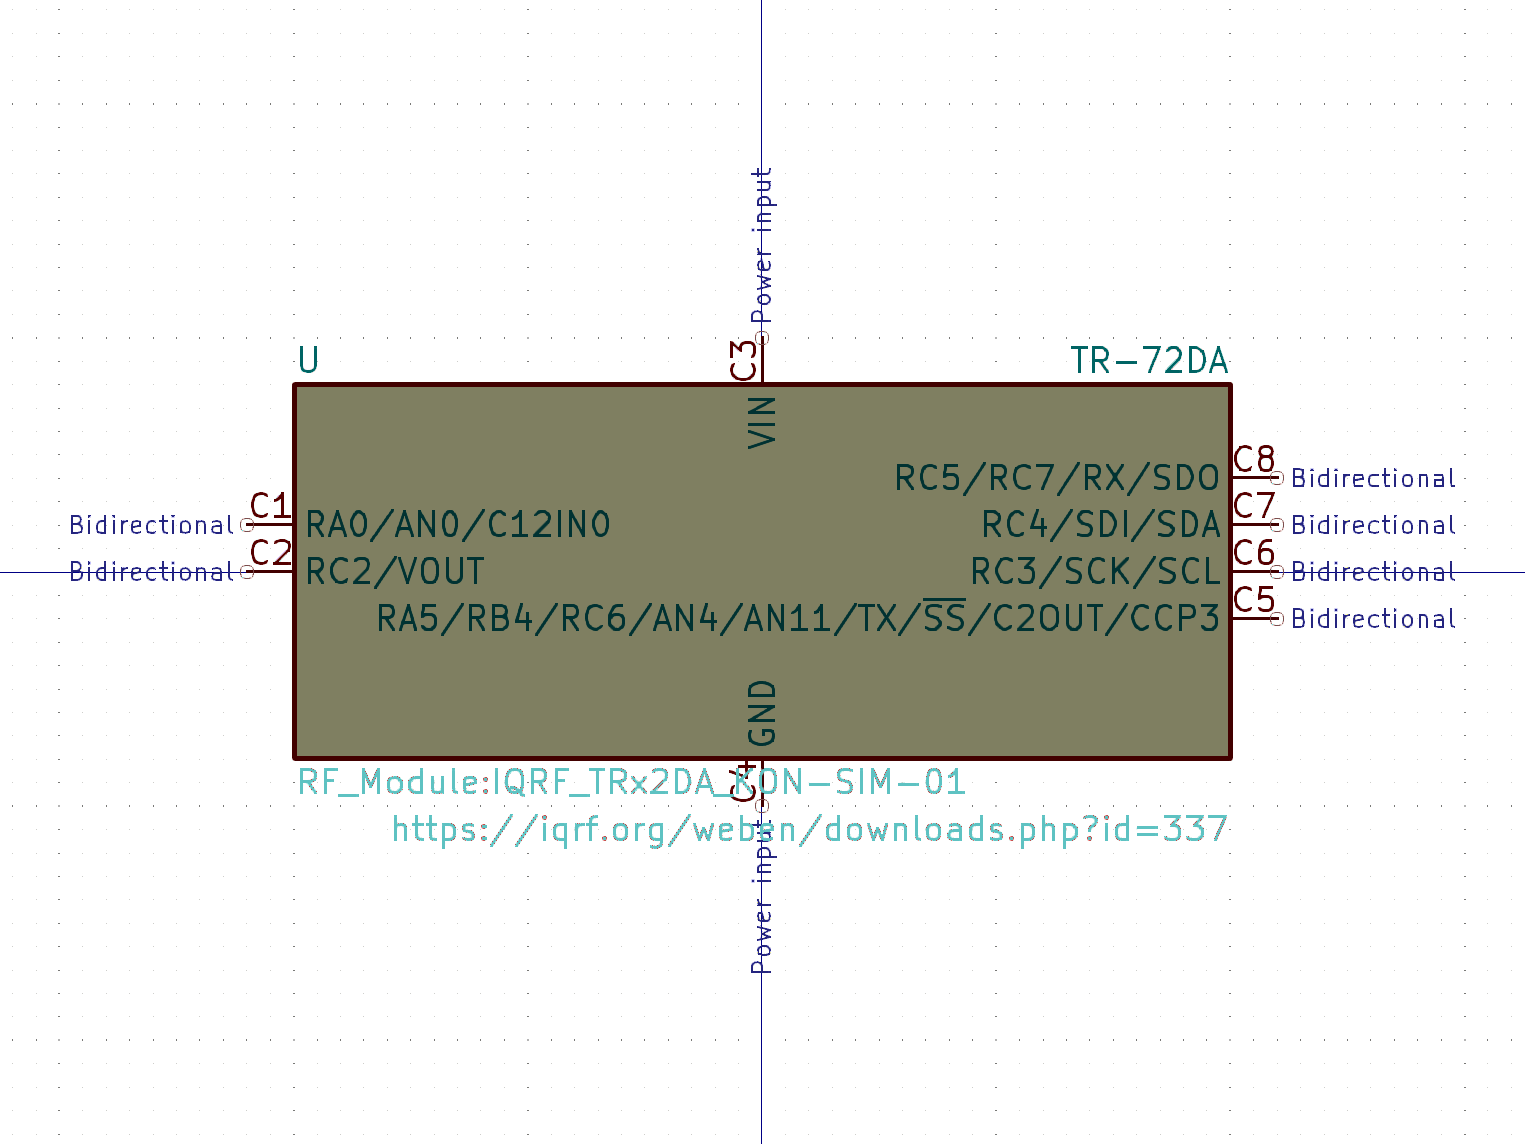 Power input
C3
U
TR-72DA
VIN
RC5/RC7/RX/SDO
C8
Bidirectional
Bidirectional
C1
RA0/AN0/C12IN0
RC4/SDI/SDA
C7
Bidirectional
Bidirectional
C2
RC2/VOUT
RC3/SCK/SCL
C6
Bidirectional
RA5/RB4/RC6/AN4/AN11/TX/S̅S̅/C2OUT/CCP3
C5
Bidirectional
GND
C4
RF_Module:IQRF_TRx2DA_KON-SIM-01
https://iqrf.org/weben/downloads.php?id=337
Power input